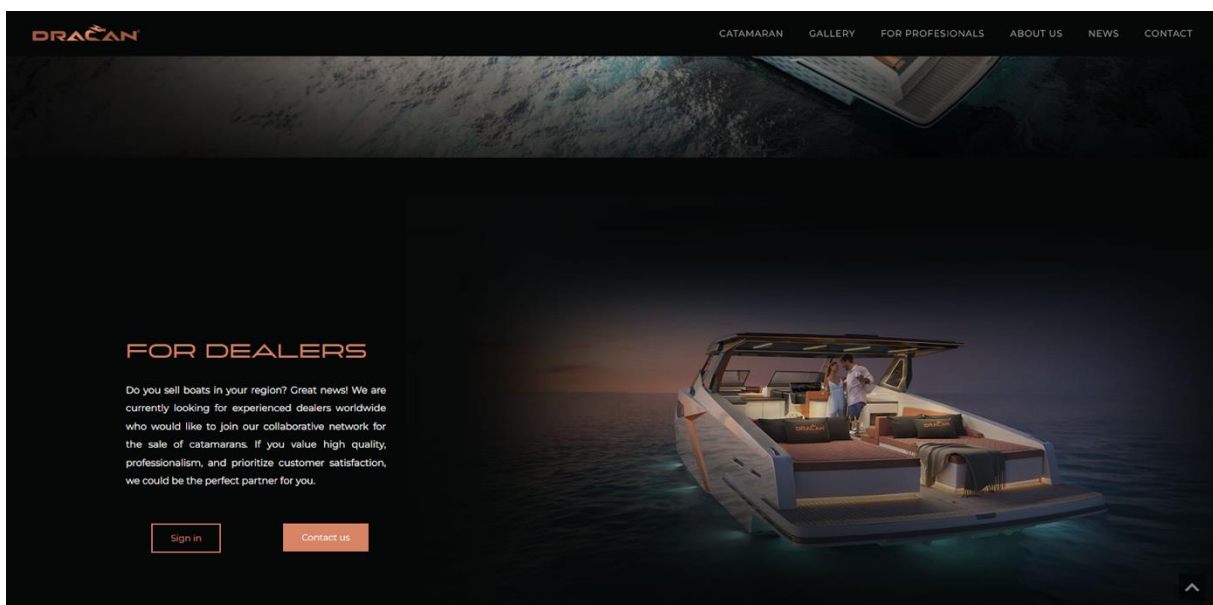 DRACAN
CATAMARAN GALLERY FOR PROFESIONALS ABOUT US NEWS CONTACT
FOR DEALERS
Do you sell boats in your region? Great news! We are
currently looking for experienced dealers worldwide
who would like to join our collaborative network for
the sale of catamarans. If you value high quality,
professionalism, and prioritize customer satisfaction,
we could be the perfect partner for you.
Sign in
Contact us
DRACAN
DRACAN